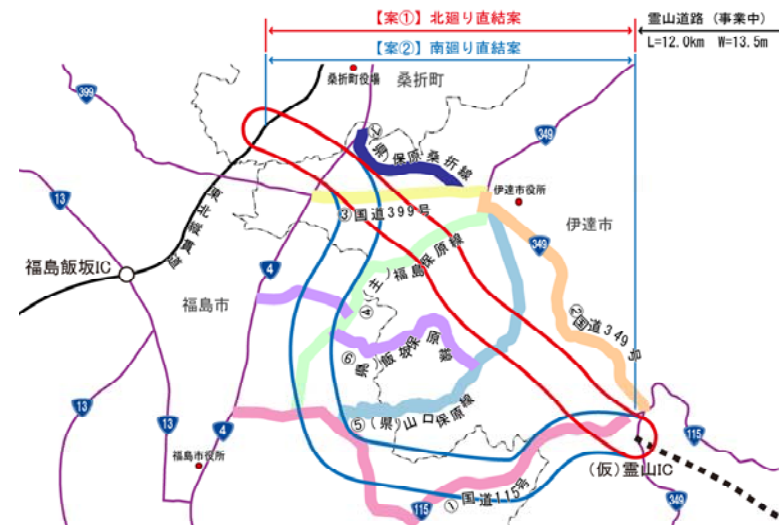 【案①】北廻り直結案
霊山道路（事業中）
L=12.0km W=13.5m
【案②】南廻り直結案
桑折町役場
桑折町
399
349
⑦(県)保原桑折線
13
伊達市役所
③国道399号
伊達市
東北縦貫道
349
福島飯坂IC
4
福島市
(主)福島保原線
④
②国道349号
⑥(県)飯坂保原線
⑤(県)山口保原線
13
4
115
福島市役所
(仮)霊山IC
①国道115号
115
349